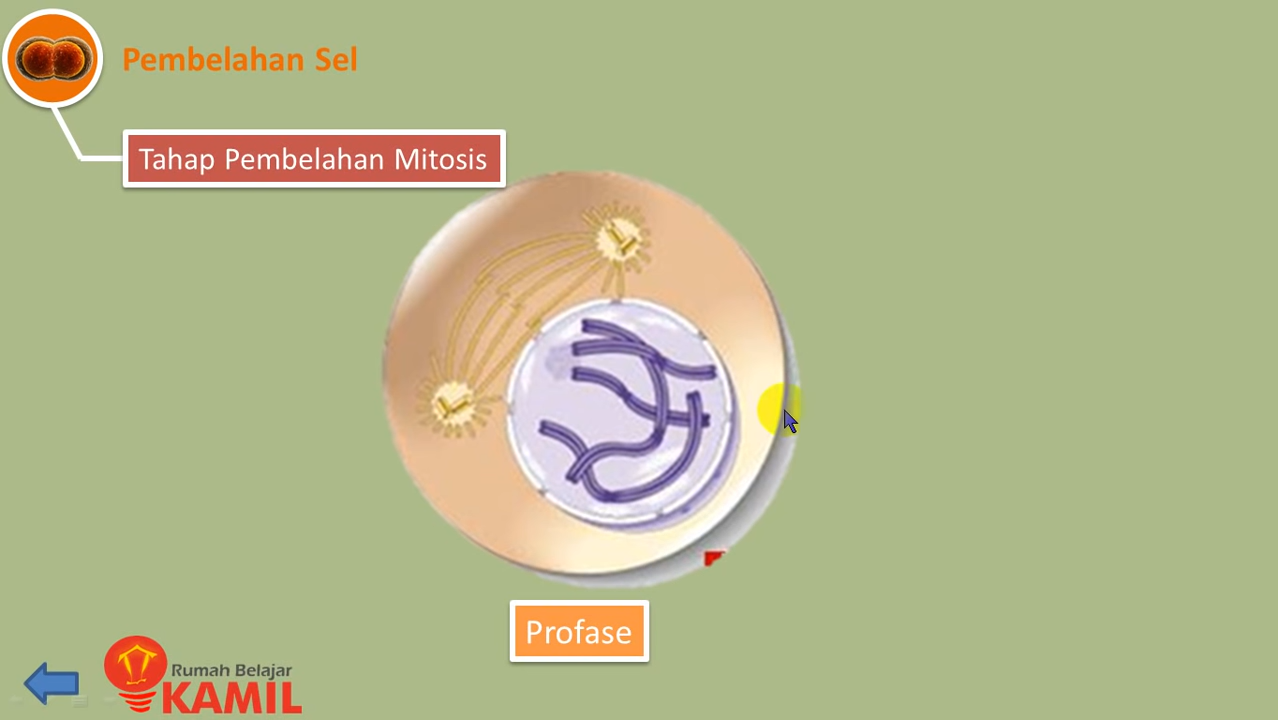 Pembelahan Sel
Tahap Pembelahan Mitosis
Profase
Rumah Belajar
KAMIL